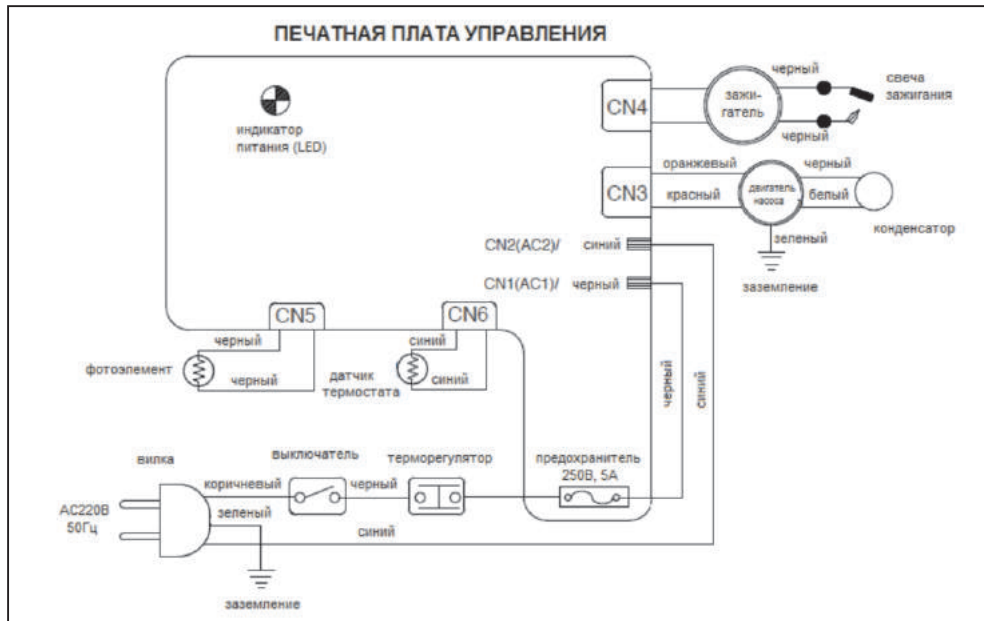 ПЕЧАТНАЯ ПЛАТА УПРАВЛЕНИЯ
индикатор
питания (LED)
CN4
зажи-
гатель
черный
черный
свеча
зажигания
CN3
оранжевый
красный
двигатель
насоса
черный
белый
конденсатор
зеленый
заземление
CN2(AC2)/ синий
CN1(AC1)/ черный
CN5
CN6
черный
черный
фотоэлемент
синий
синий
датчик
термостата
черный
синий
вилка
AC220В
50Гц
коричневый
зеленый
заземление
выключатель
черный
терморегулятор
предохранитель
250В, 5А
синий